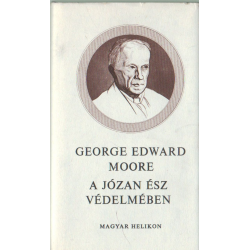 GEORGE EDWARD
MOORE
A JÓZAN ÉSZ
VÉDELMÉBEN
MAGYAR HELIKON